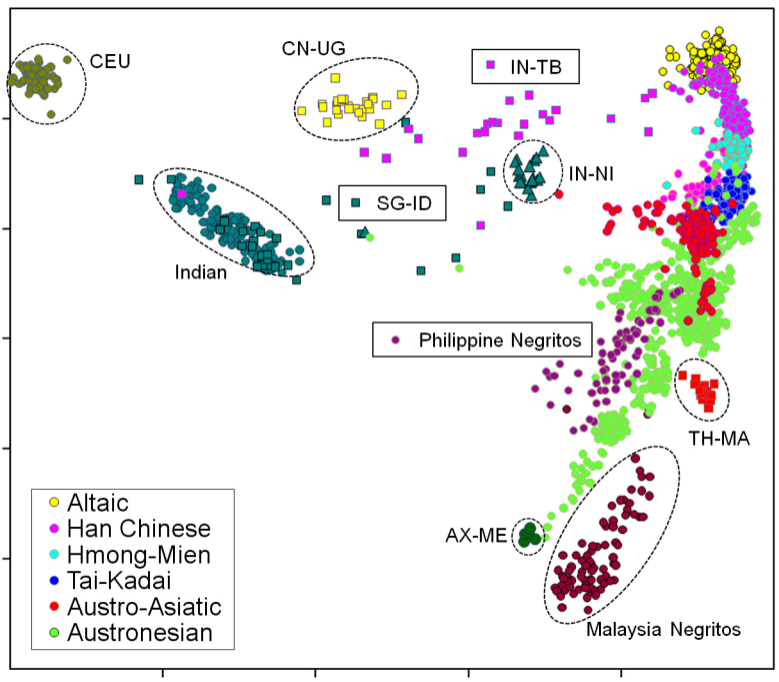 CEU
CN-UG
IN-TB
IN-NI
SG-ID
Indian
Philippine Negritos
TH-MA
AX-ME
Malaysia Negritos
Altaic
Han Chinese
Hmong-Mien
Tai-Kadai
Austro-Asiatic
Austronesian